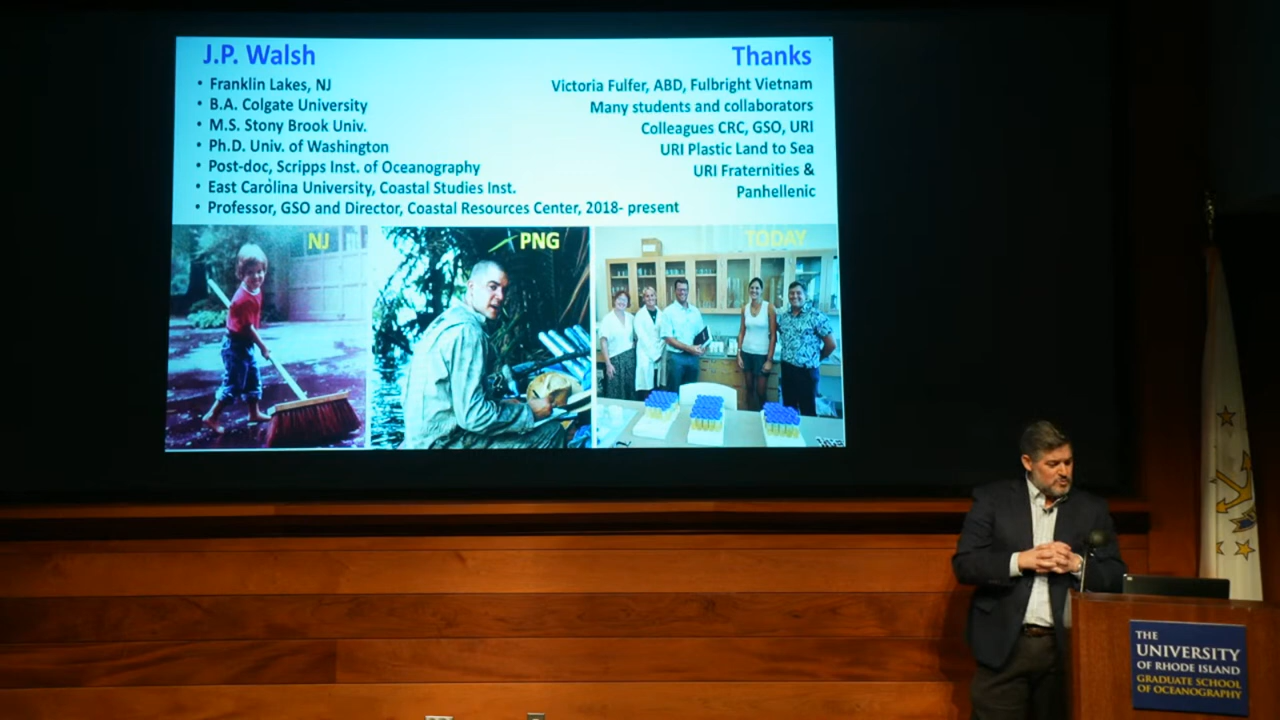 J.P. Walsh
• Franklin Lakes, NJ
• B.A. Colgate University
• M.S. Stony Brook Univ.
• Ph.D. Univ. of Washington
• Post-doc, Scripps Inst. of Oceanography
• East Carolina University, Coastal Studies Inst.
• Professor, GSO and Director, Coastal Resources Center, 2018- present
Thanks
Victoria Fulfer, ABD, Fulbright Vietnam
Many students and collaborators
Colleagues CRC, GSO, URI
URI Plastic Land to Sea
URI Fraternities &
Panhellenic
NJ
PNG
TODAY
THE
UNIVERSITY
OF RHODE ISLAND
GRADUATE SCHOOL
OF OCEANOGRAPHY